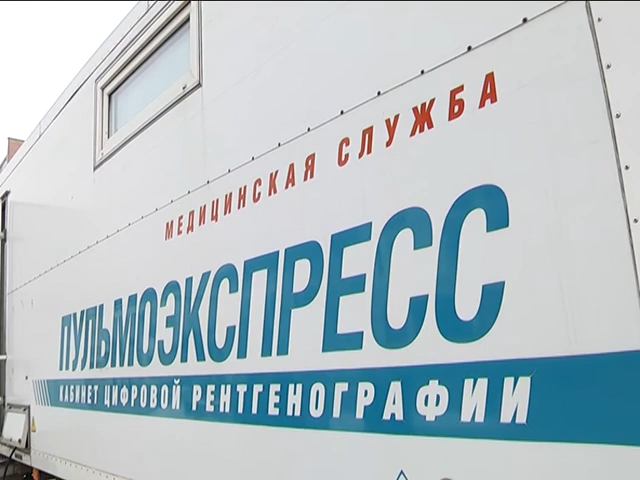 МЕДИЦИНСКАЯ СЛУЖБА
ПУЛЬМОЭКСПРЕСС
КАБИНЕТ ЦИФРОВОЙ РЕНТГЕНОГРАФИИ